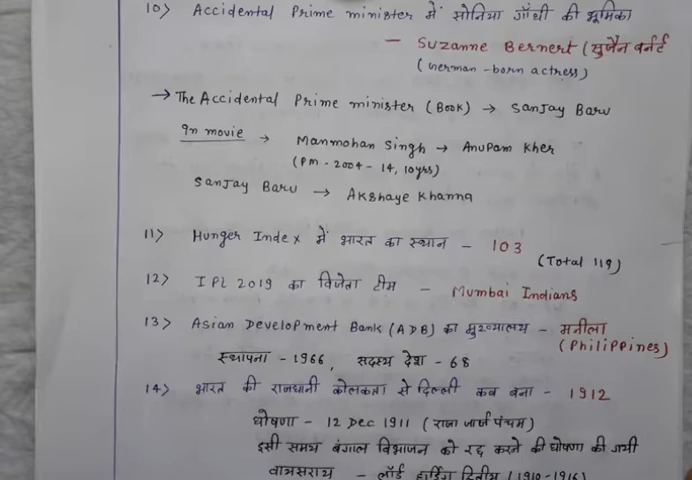 10> Accidental Prime minister में सोनिया गाँधी की भूमिका
- Suzanne Bernert (सुजैन बर्नर्ट
(German-born actress)
→ The Accidental Prime minister (Book) → Sanjay Baru
In movie → Manmohan Singh → Anupam Kher
(PM - 2004 - 14, 10yrs)
Sanjay Baru → Akshaye Khanna
11> Hunger Index में भारत का स्थान - 103
(Total 119)
12> IPL 2019 का विजेता टीम - Mumbai Indians
13> Asian Development Bank (ADB) का मुख्यालय - मनीला
(Philippines)
स्थापना - 1966, सदस्य देश - 68
14> भारत की राजधानी कोलकता से दिल्ली कब बना - 1912
घोषणा - 12 Dec 1911 (राजा जार्ज पंचम)
इसी समय बंगाल विभाजन को रद्द करने की घोषणा की गयी
वायसराय - लॉर्ड हार्डिंग द्वितीय (1910-1916)